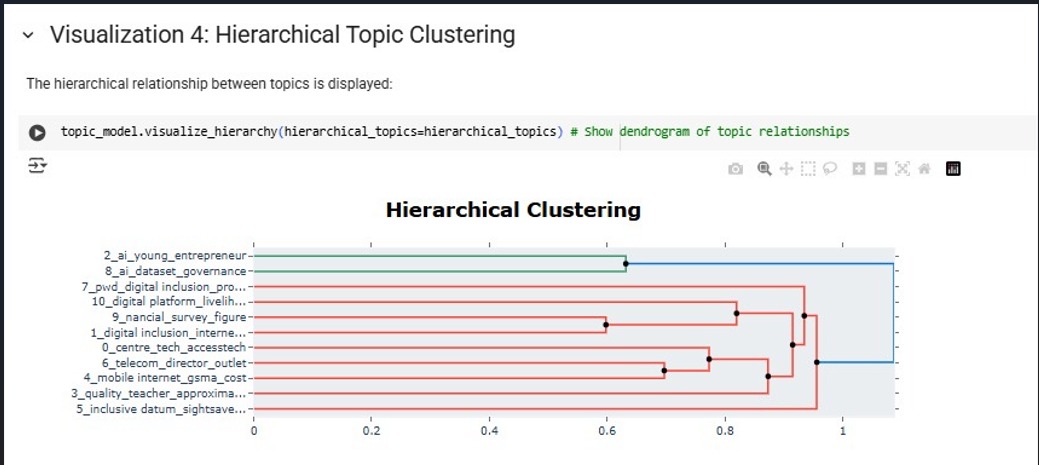 Visualization 4: Hierarchical Topic Clustering
The hierarchical relationship between topics is displayed:
topic_model.visualize_hierarchy(hierarchical_topics=hierarchical_topics) # Show dendrogram of topic relationships
Hierarchical Clustering
2_ai_young_entrepreneur
8_ai_dataset_governance
7_pwd_digital inclusion_pro...
10_digital platform_livelih...
9_nancial_survey_figure
1_digital inclusion_interne...
0_centre_tech_accesstech
6_telecom_director_outlet
4_mobile internet_gsma_cost
3_quality_teacher_approxima...
5_inclusive datum_sightsave...
0 0.2 0.4 0.6 0.8 1